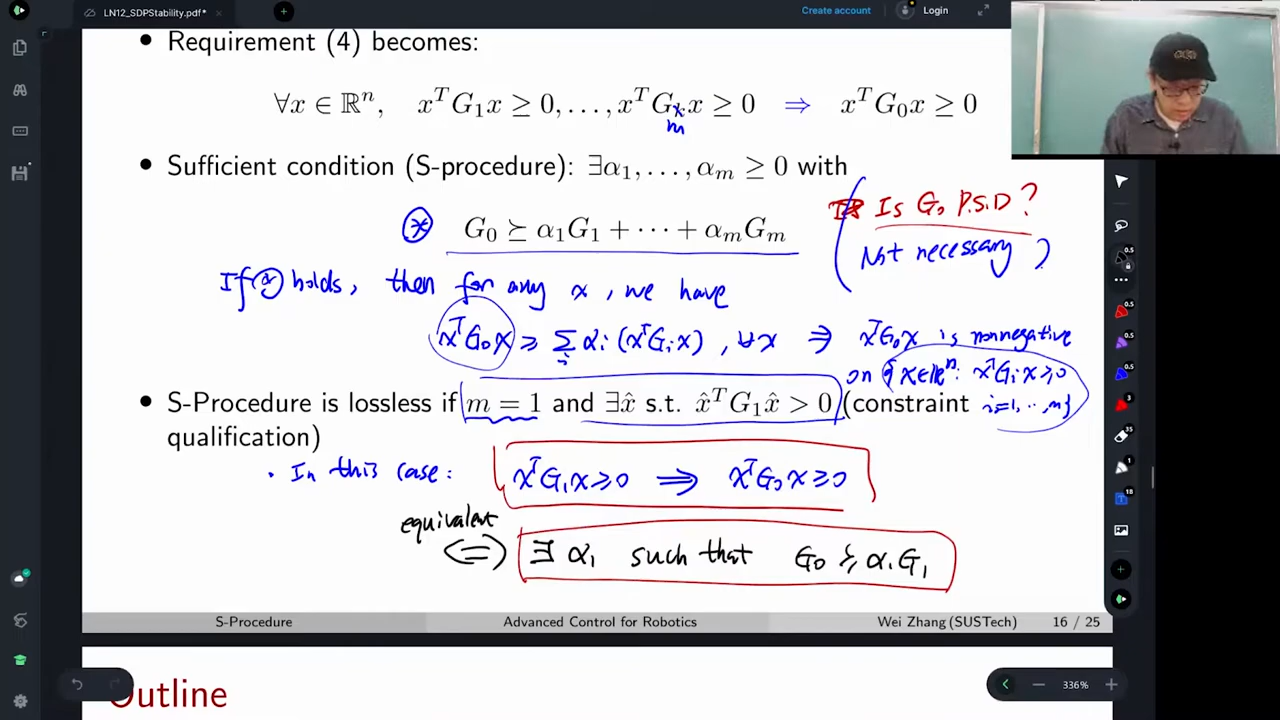 LN12_SDPStability.pdf*
Create account
Login
• Requirement (4) becomes:
∀x ∈ ℝⁿ, xᵀG₁x ≥ 0, . . . , xᵀGₖx ≥ 0 ⇒ xᵀG₀x ≥ 0
m
• Sufficient condition (S-procedure): ∃α₁, . . . , αₘ ≥ 0 with
Is G₀ P.S.D ?
(*) G₀ ⪰ α₁G₁ + · · · + αₘGₘ
(Not necessary)
If (*) holds, then for any x, we have
xᵀG₀x ≥ Σᵢ αᵢ (xᵀGᵢx), ∀x ⇒ xᵀG₀x is nonnegative
on {x∈ℝⁿ: xᵀGᵢx ≥ 0
• S-Procedure is lossless if m = 1 and ∃x̂ s.t. x̂ᵀG₁x̂ > 0 (constraint
i=1,···,m}
qualification)
· In this case: xᵀG₁x ≥ 0 ⇒ xᵀG₀x ≥ 0
equivalent
⇔ ∃ α₁ such that G₀ ⪰ α₁G₁
S-Procedure Advanced Control for Robotics Wei Zhang (SUSTech) 16 / 25
Outline
336%